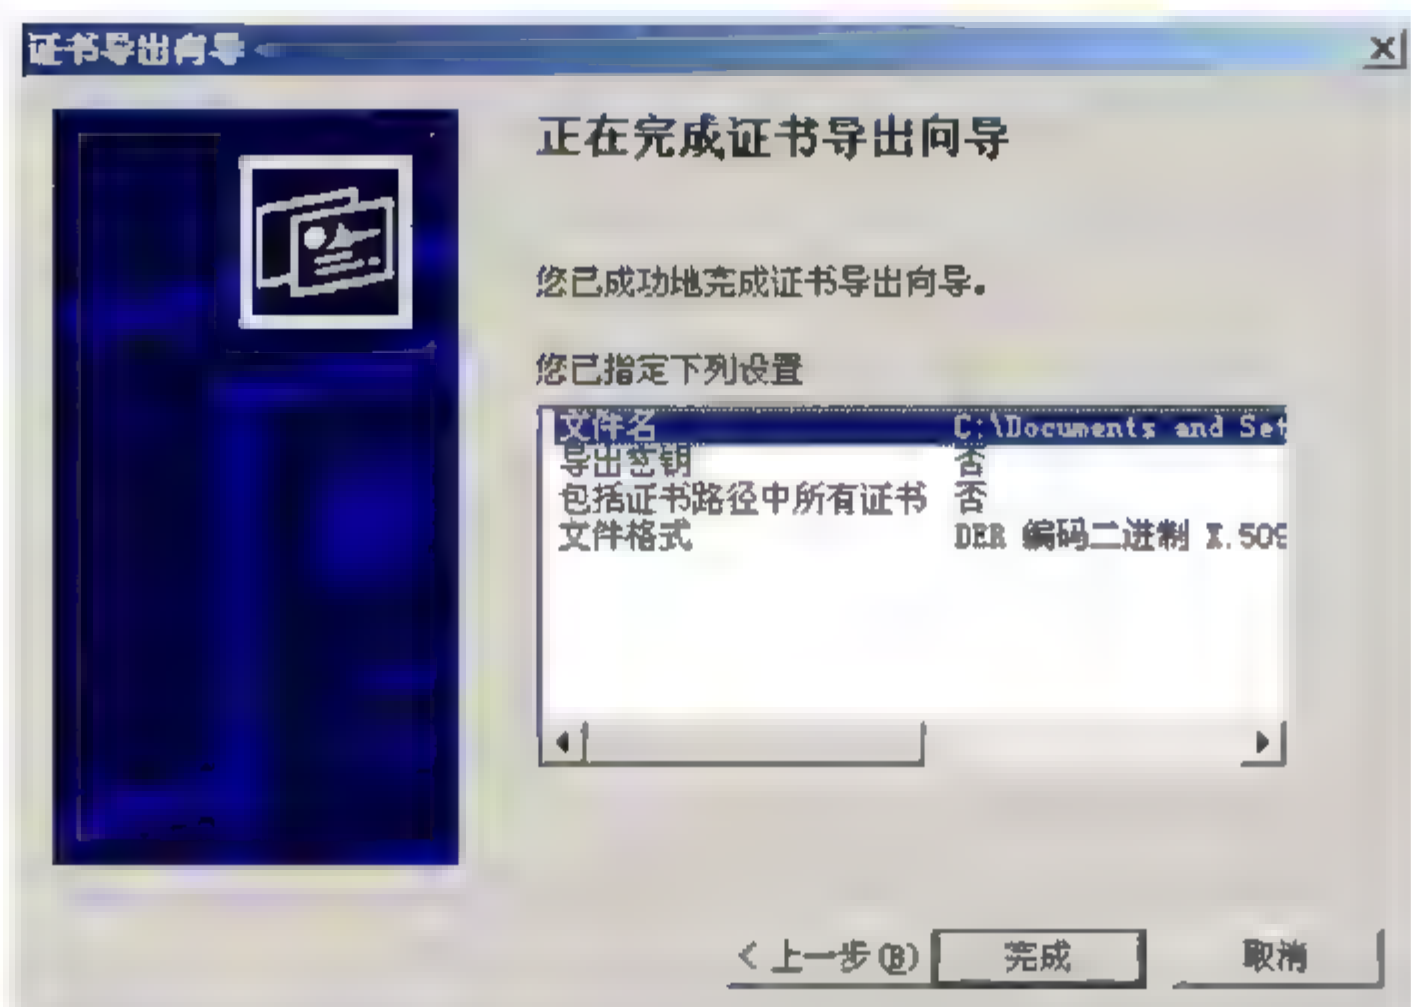 证书导出向导
正在完成证书导出向导
您已成功地完成证书导出向导。
您已指定下列设置
文件名 C:\Documents and Set
导出密钥 否
包括证书路径中所有证书 否
文件格式 DER 编码二进制 X.509
< 上一步(B) 完成 取消